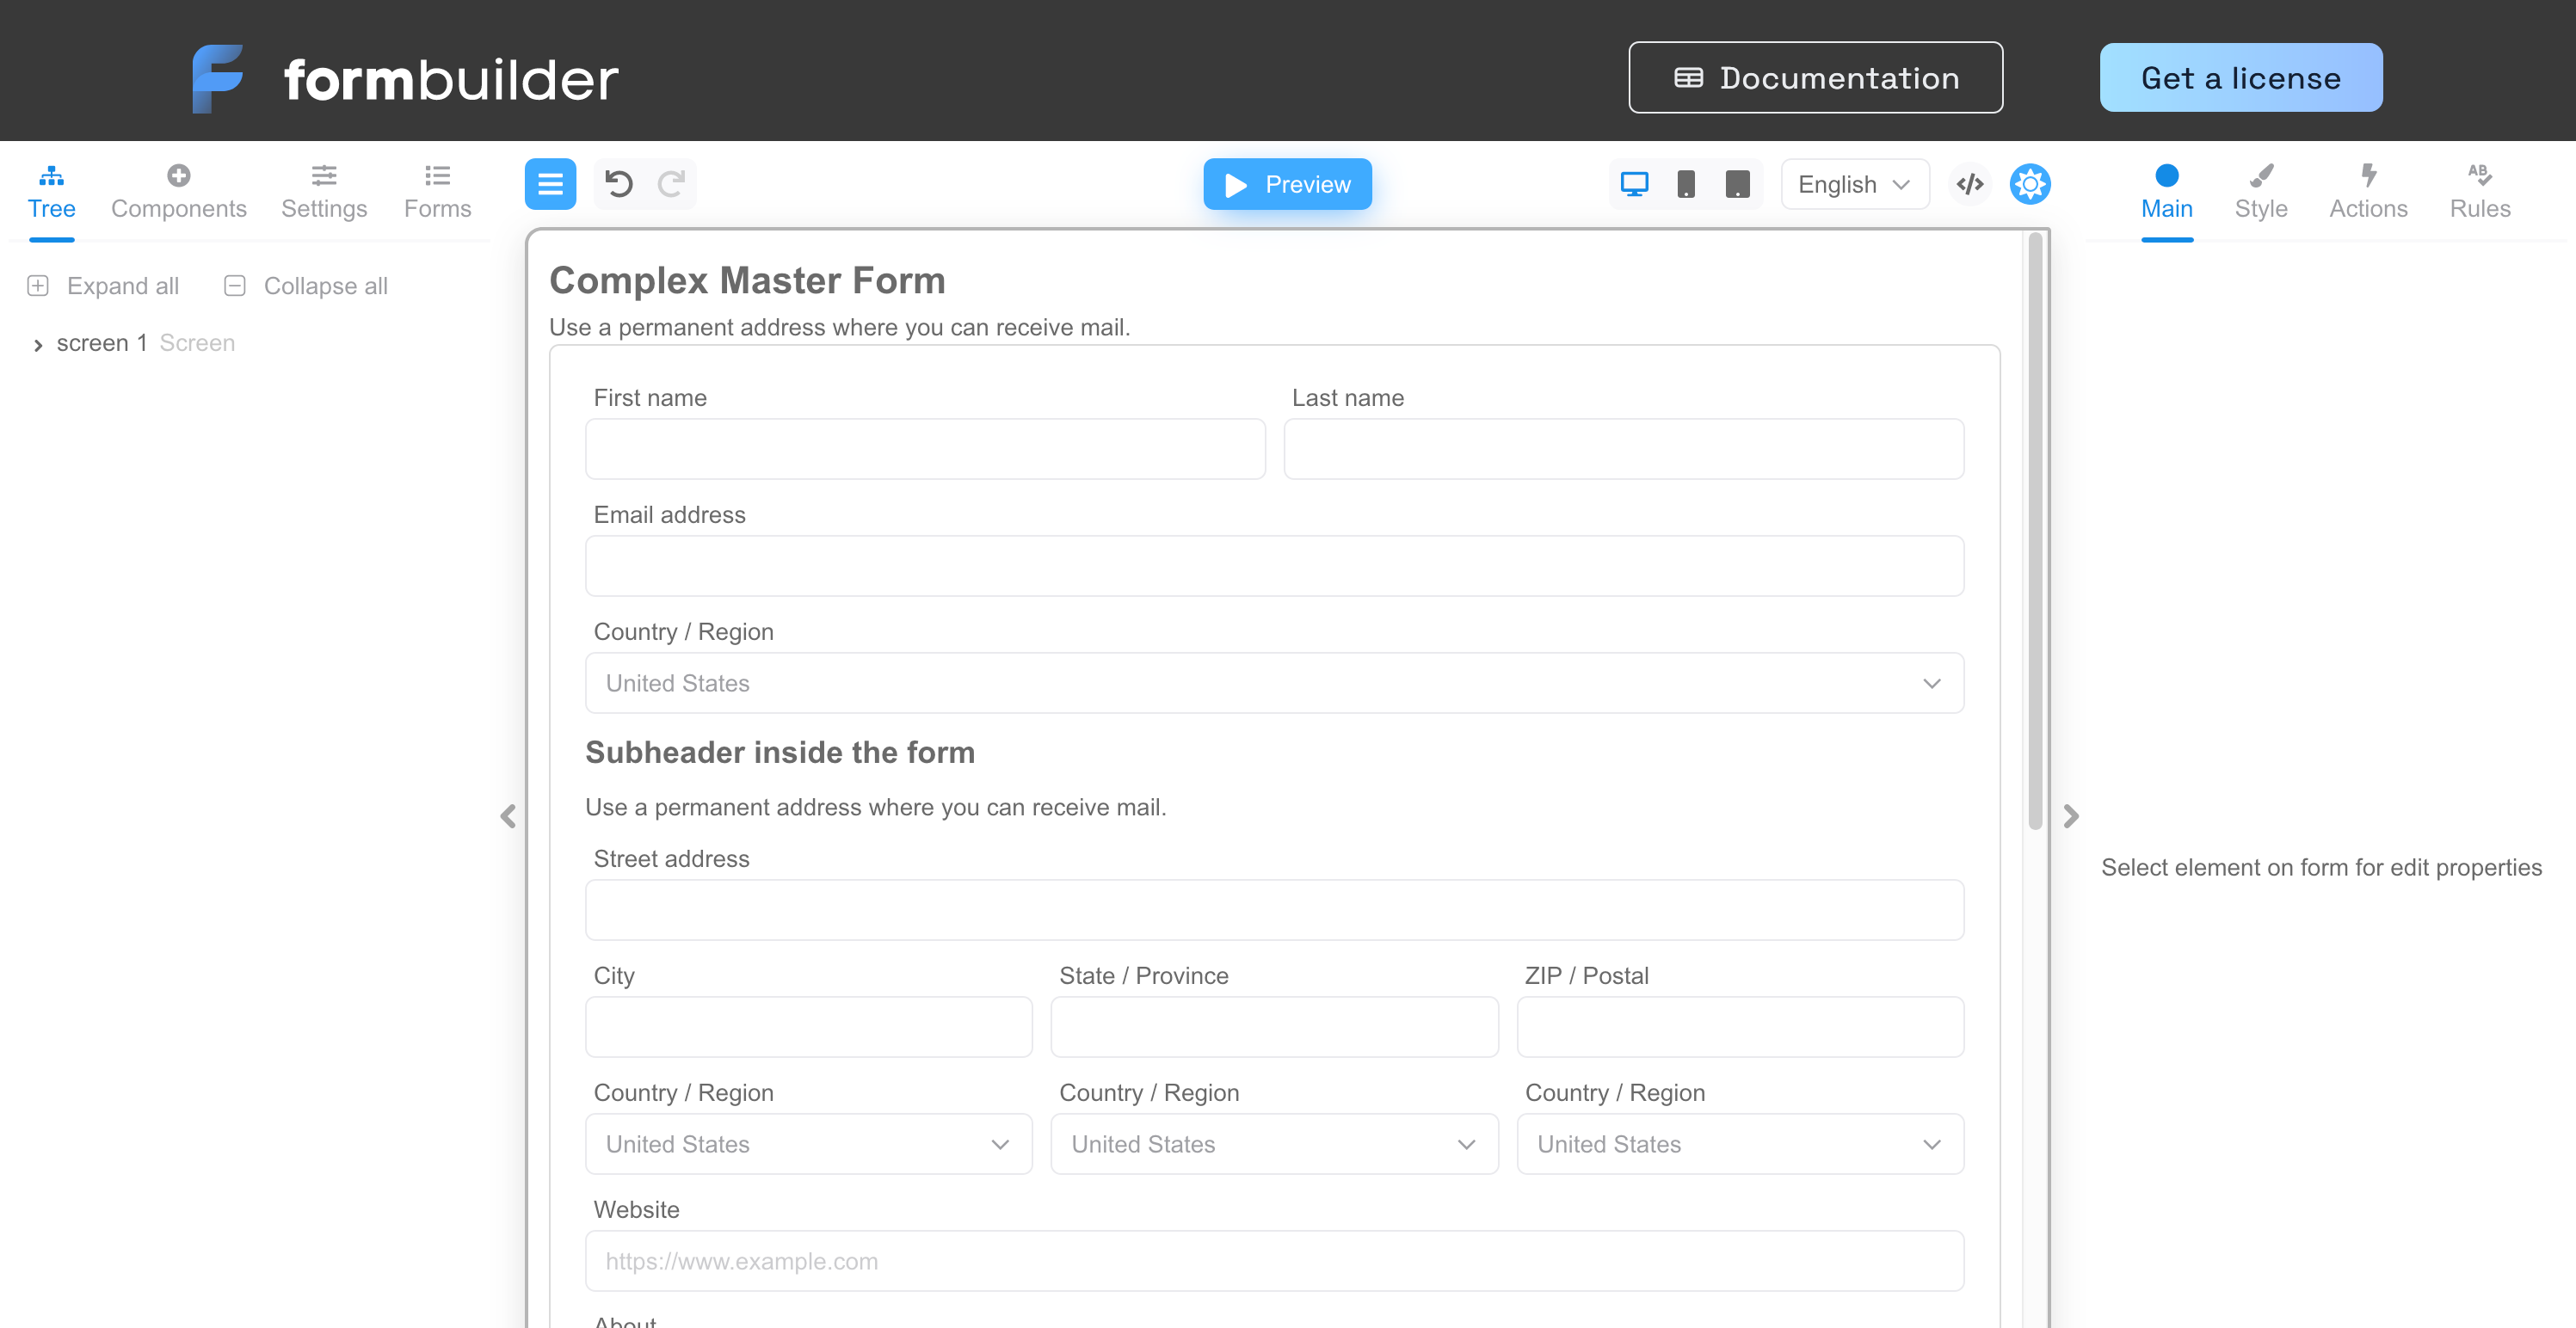 formbuilder
Documentation
Get a license
Tree
Components
Settings
Forms
Preview
English
Main
Style
Actions
Rules
Expand all
Collapse all
screen 1 Screen
Complex Master Form
Use a permanent address where you can receive mail.
First name
Last name
Email address
Country / Region
United States
Subheader inside the form
Use a permanent address where you can receive mail.
Street address
City
State / Province
ZIP / Postal
Country / Region
Country / Region
Country / Region
United States
United States
United States
Website
https://www.example.com
About
Select element on form for edit properties